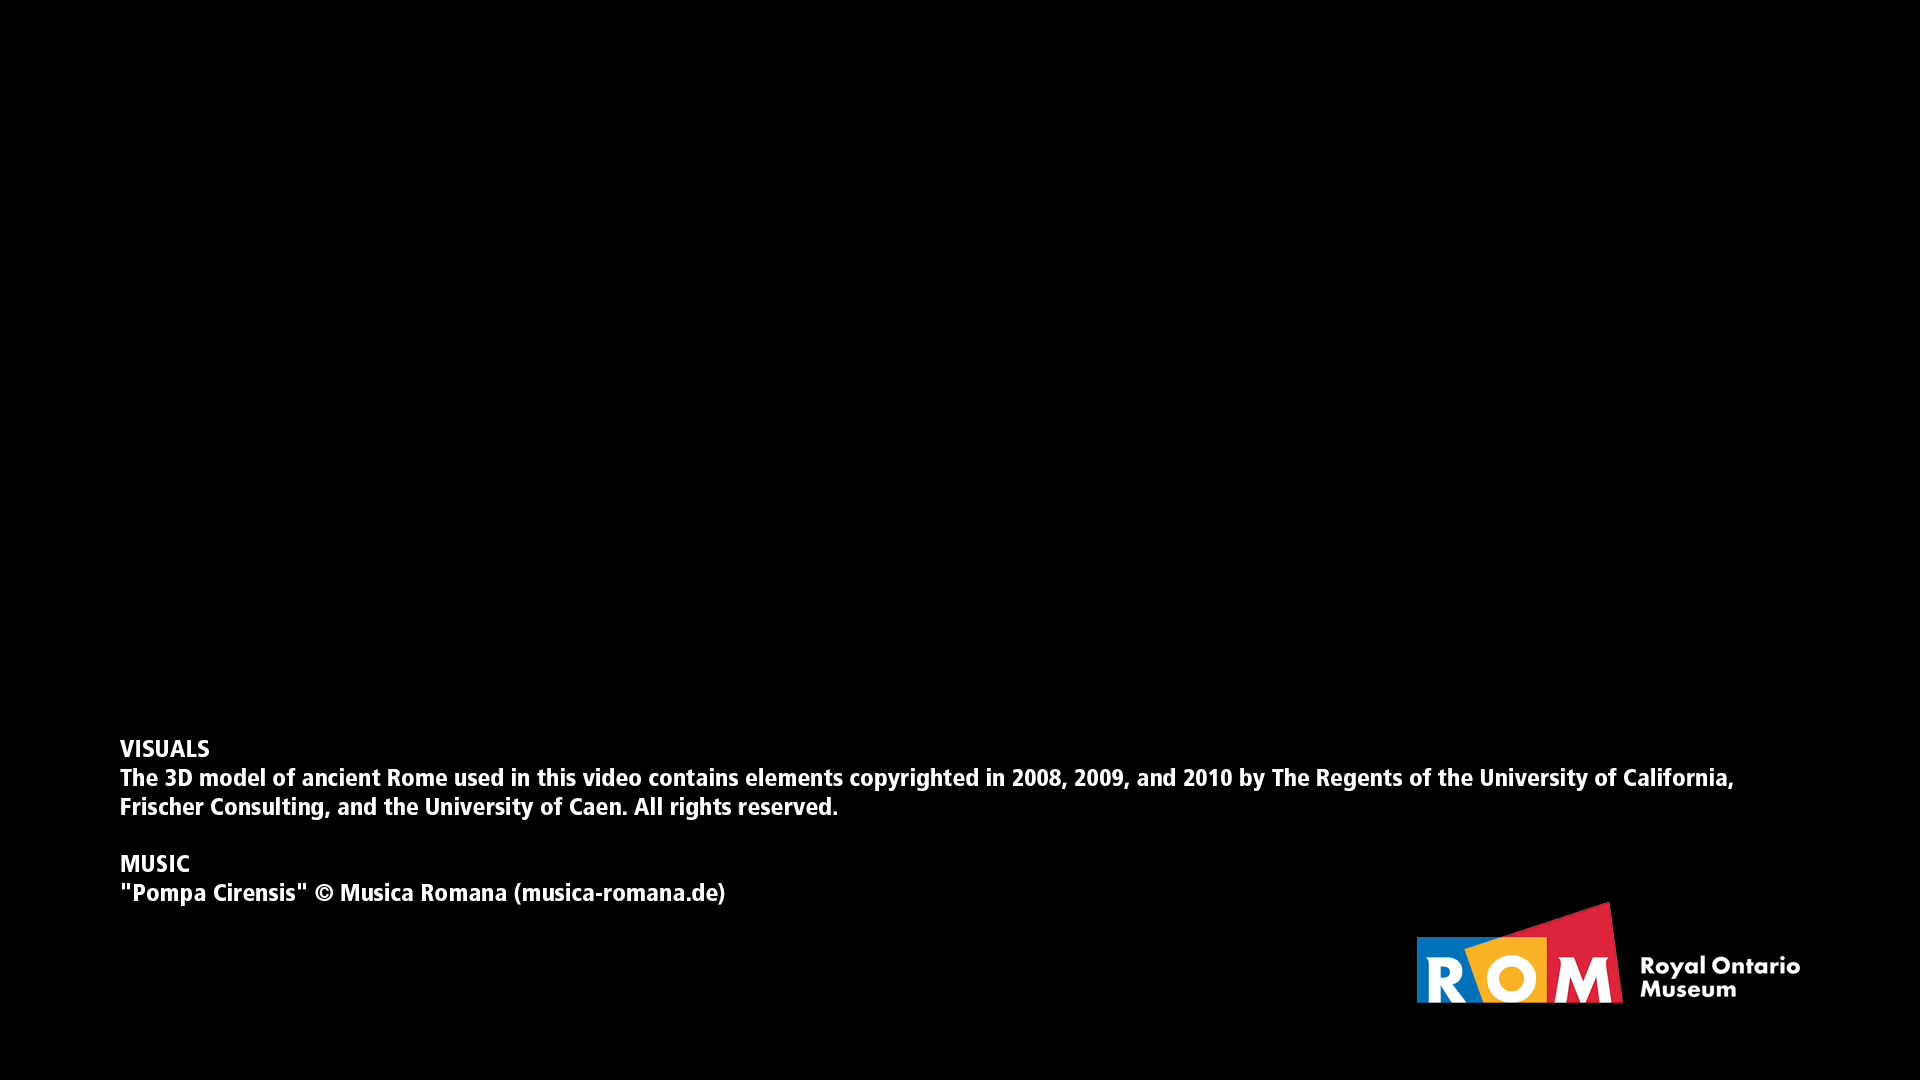 VISUALS
The 3D model of ancient Rome used in this video contains elements copyrighted in 2008, 2009, and 2010 by The Regents of the University of California,
Frischer Consulting, and the University of Caen. All rights reserved.
MUSIC
"Pompa Cirensis" © Musica Romana (musica-romana.de)
ROM
Royal Ontario
Museum